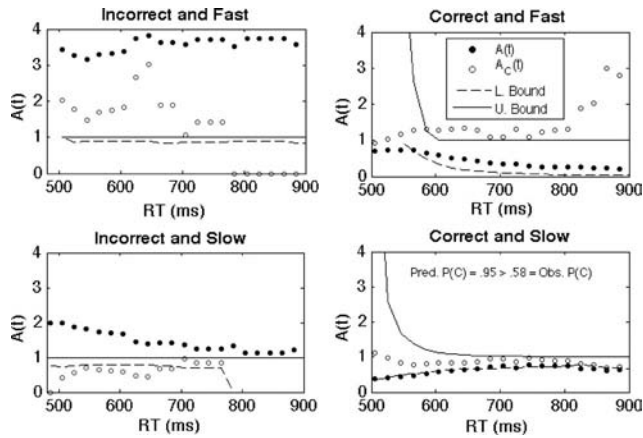 Incorrect and Fast
4
3
2
1
0
A(t)
500 600 700 800 900
RT (ms)
Correct and Fast
4
3
2
1
0
A(t)
A(t)
A_C(t)
L. Bound
U. Bound
500 600 700 800 900
RT (ms)
Incorrect and Slow
4
3
2
1
0
A(t)
500 600 700 800 900
RT (ms)
Correct and Slow
Pred. P(C) = .95 > .58 = Obs. P(C)
4
3
2
1
0
A(t)
500 600 700 800 900
RT (ms)